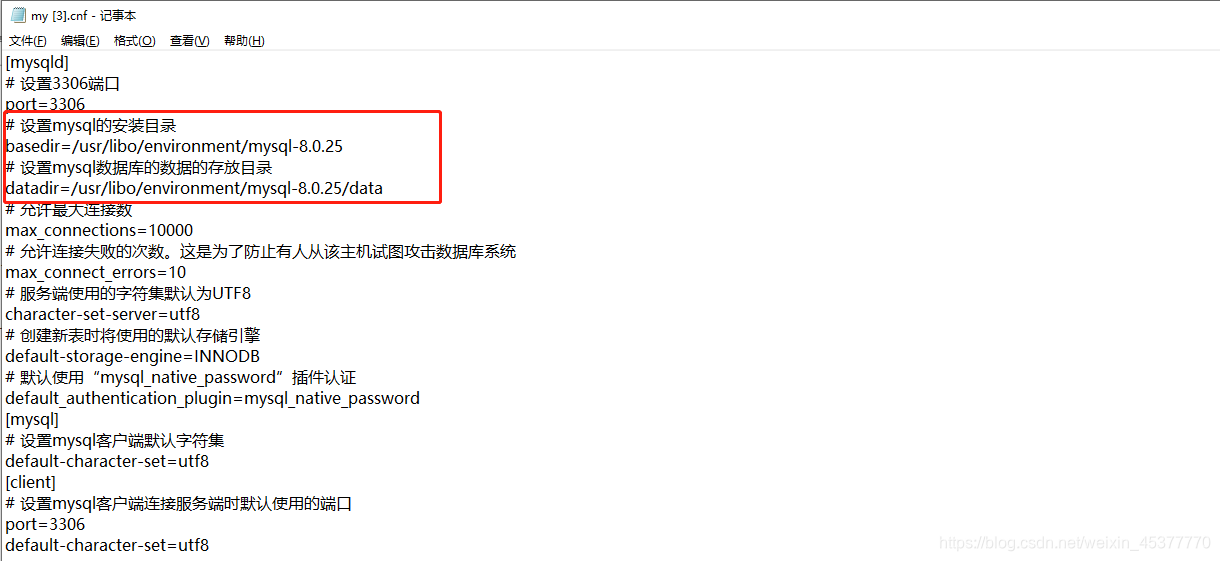 my [3].cnf - 记事本
文件(F) 编辑(E) 格式(O) 查看(V) 帮助(H)
[mysqld]
# 设置3306端口
port=3306
# 设置mysql的安装目录
basedir=/usr/libo/environment/mysql-8.0.25
# 设置mysql数据库的数据的存放目录
datadir=/usr/libo/environment/mysql-8.0.25/data
# 允许最大连接数
max_connections=10000
# 允许连接失败的次数。这是为了防止有人从该主机试图攻击数据库系统
max_connect_errors=10
# 服务端使用的字符集默认为UTF8
character-set-server=utf8
# 创建新表时将使用的默认存储引擎
default-storage-engine=INNODB
# 默认使用“mysql_native_password”插件认证
default_authentication_plugin=mysql_native_password
[mysql]
# 设置mysql客户端默认字符集
default-character-set=utf8
[client]
# 设置mysql客户端连接服务端时默认使用的端口
port=3306
default-character-set=utf8
https://blog.csdn.net/weixin_45377770